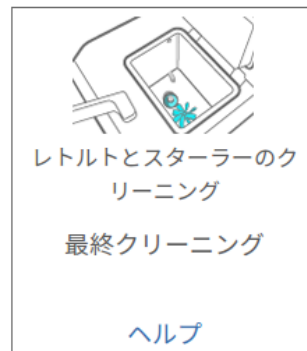 レトルトとスターラーのク
リーニング
最終クリーニング
ヘルプ